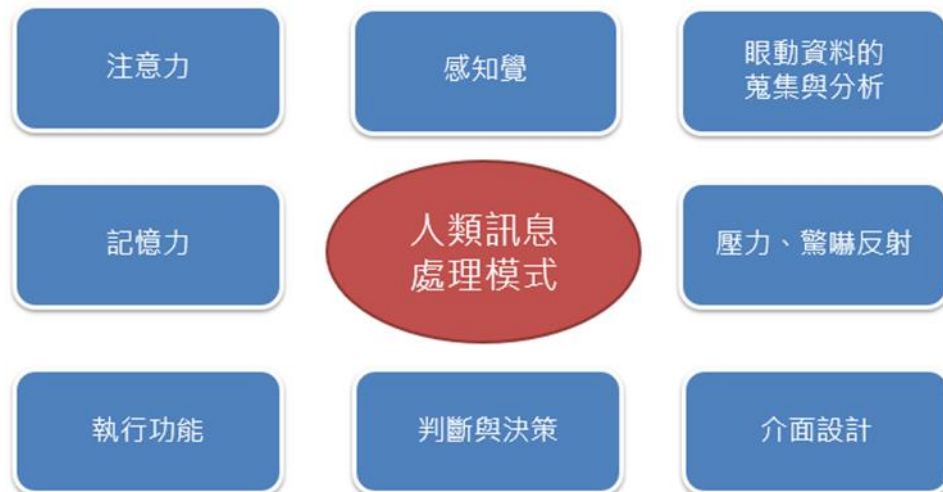 注意力
感知覺
眼動資料的
蒐集與分析
記憶力
人類訊息
處理模式
壓力、驚嚇反射
執行功能
判斷與決策
介面設計